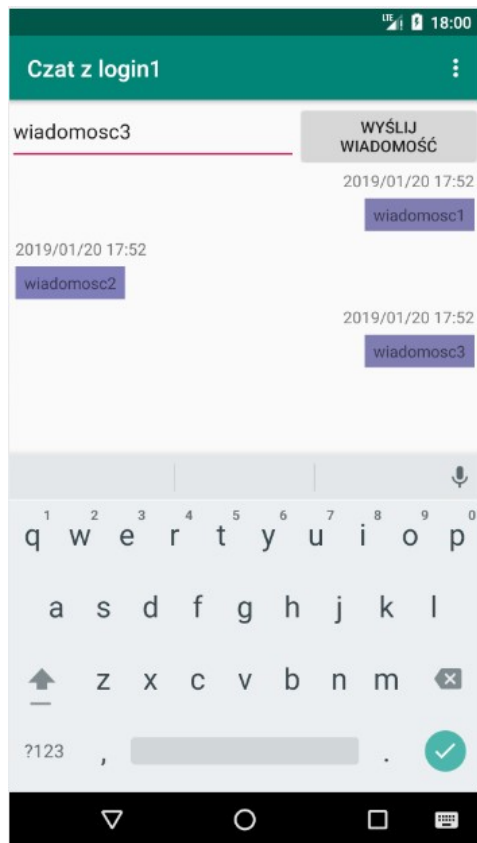 LTE 18:00
Czat z login1
wiadomosc3
WYŚLIJ
WIADOMOŚĆ
2019/01/20 17:52
wiadomosc1
2019/01/20 17:52
wiadomosc2
2019/01/20 17:52
wiadomosc3
1 2 3 4 5 6 7 8 9 0
q w e r t y u i o p
a s d f g h j k l
z x c v b n m
?123 , .